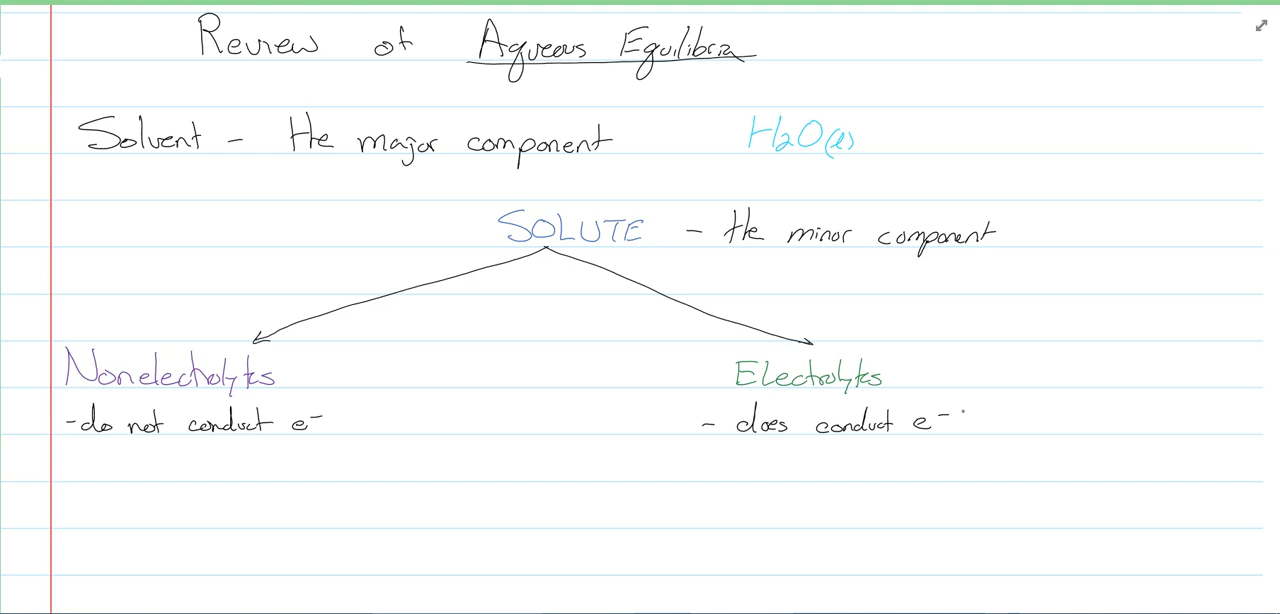 Review of Aqueous Equilibria
Solvent - the major component H₂O(l)
SOLUTE - the minor component
Nonelectrolytes Electrolytes
- do not conduct e⁻ - does conduct e⁻